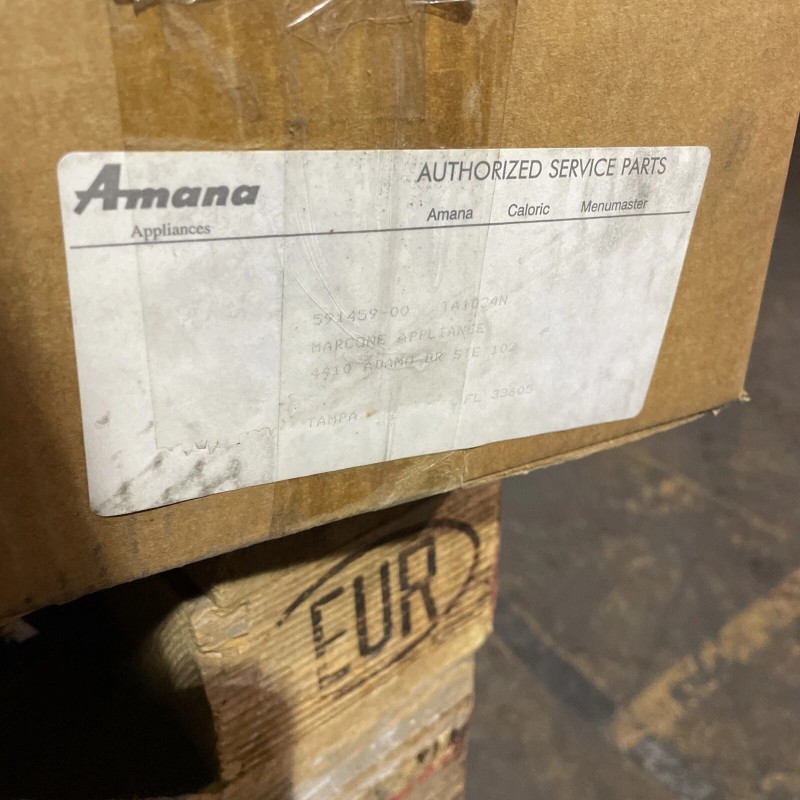 Amana
Appliances
AUTHORIZED SERVICE PARTS
Amana Caloric Menumaster
591459-00 TA1024N
MARCONE APPLIANCE
4410 ADAMO DR STE 102
TAMPA FL 33605
EUR